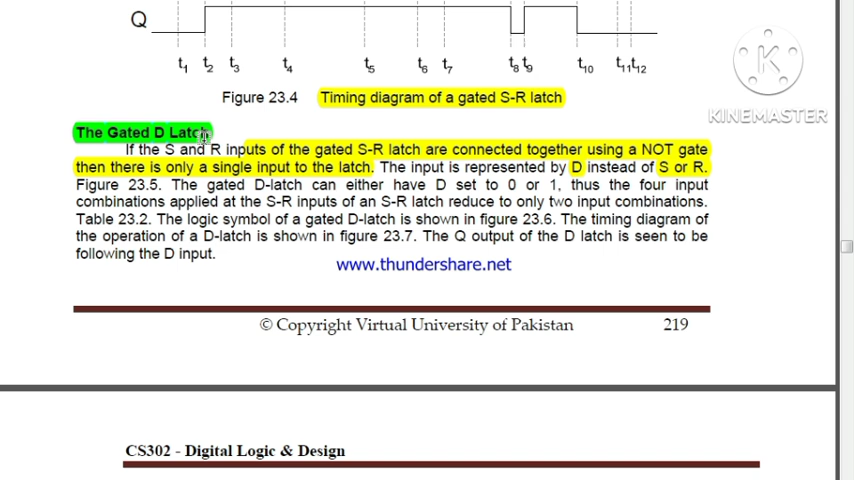 Q
t1 t2 t3 t4 t5 t6 t7 t8 t9 t10 t11 t12
Figure 23.4 Timing diagram of a gated S-R latch
KINEMASTER
The Gated D Latch
If the S and R inputs of the gated S-R latch are connected together using a NOT gate
then there is only a single input to the latch. The input is represented by D instead of S or R.
Figure 23.5. The gated D-latch can either have D set to 0 or 1, thus the four input
combinations applied at the S-R inputs of an S-R latch reduce to only two input combinations.
Table 23.2. The logic symbol of a gated D-latch is shown in figure 23.6. The timing diagram of
the operation of a D-latch is shown in figure 23.7. The Q output of the D latch is seen to be
following the D input.
www.thundershare.net
© Copyright Virtual University of Pakistan 219
CS302 - Digital Logic & Design